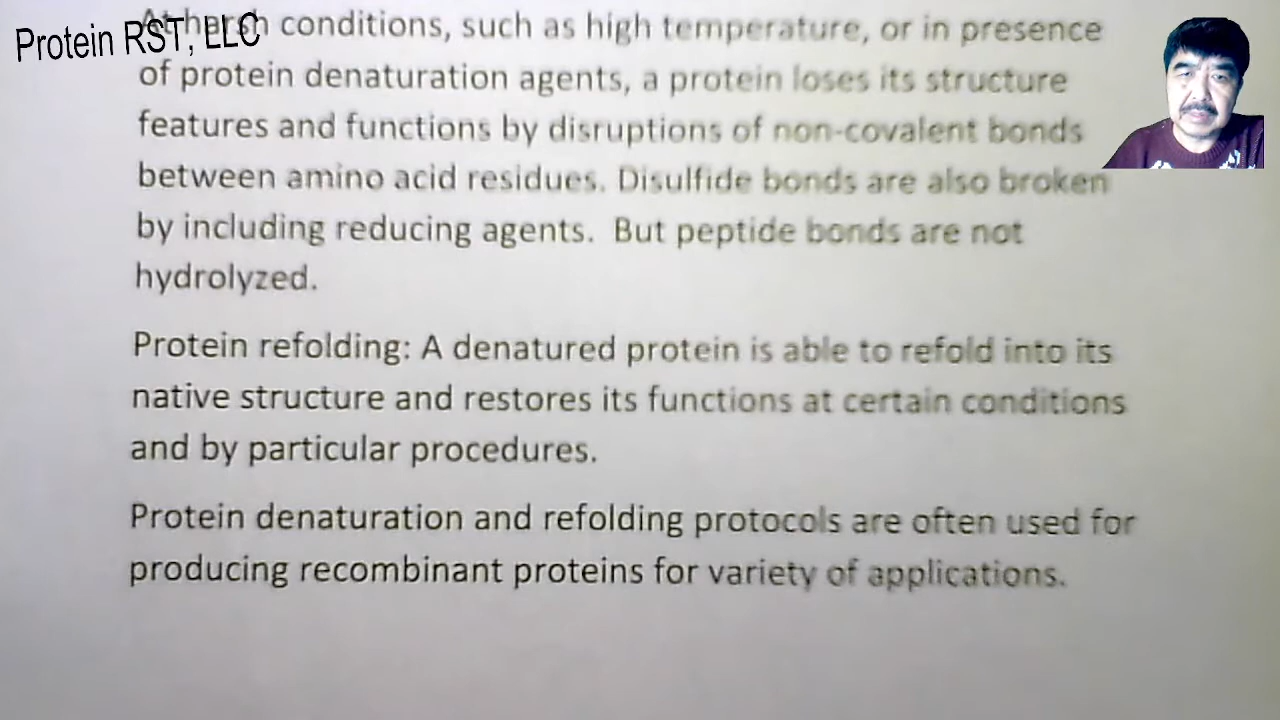 Protein RST, LLC
At harsh conditions, such as high temperature, or in presence
of protein denaturation agents, a protein loses its structure
features and functions by disruptions of non-covalent bonds
between amino acid residues. Disulfide bonds are also broken
by including reducing agents. But peptide bonds are not
hydrolyzed.
Protein refolding: A denatured protein is able to refold into its
native structure and restores its functions at certain conditions
and by particular procedures.
Protein denaturation and refolding protocols are often used for
producing recombinant proteins for variety of applications.